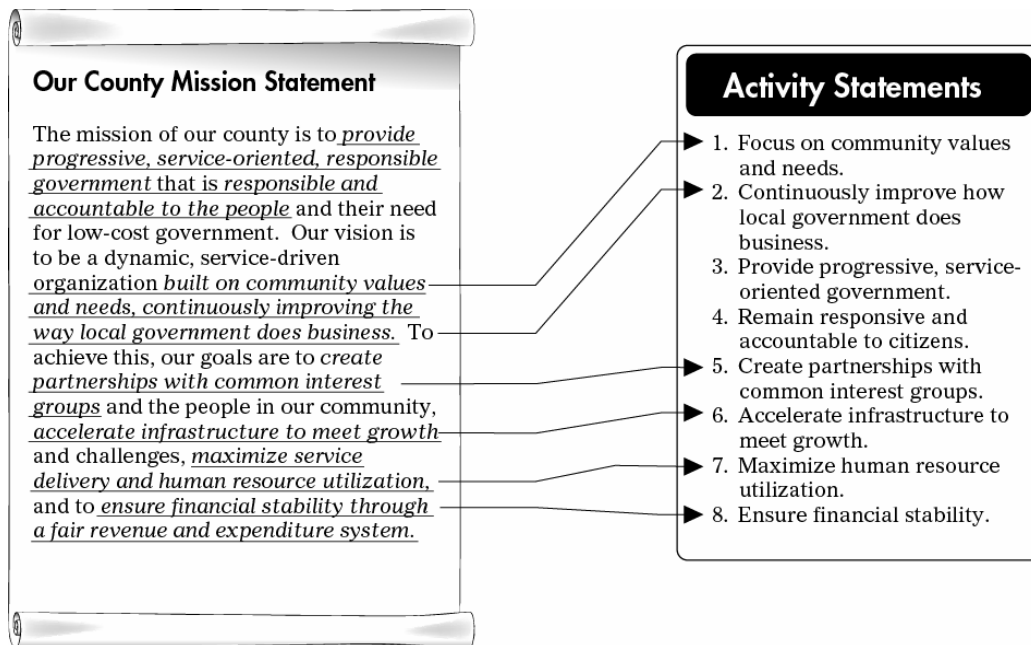 Our County Mission Statement
The mission of our county is to provide
progressive, service-oriented, responsible
government that is responsible and
accountable to the people and their need
for low-cost government. Our vision is
to be a dynamic, service-driven
organization built on community values
and needs, continuously improving the
way local government does business. To
achieve this, our goals are to create
partnerships with common interest
groups and the people in our community,
accelerate infrastructure to meet growth
and challenges, maximize service
delivery and human resource utilization,
and to ensure financial stability through
a fair revenue and expenditure system.
Activity Statements
1. Focus on community values
and needs.
2. Continuously improve how
local government does
business.
3. Provide progressive, service-
oriented government.
4. Remain responsive and
accountable to citizens.
5. Create partnerships with
common interest groups.
6. Accelerate infrastructure to
meet growth.
7. Maximize human resource
utilization.
8. Ensure financial stability.